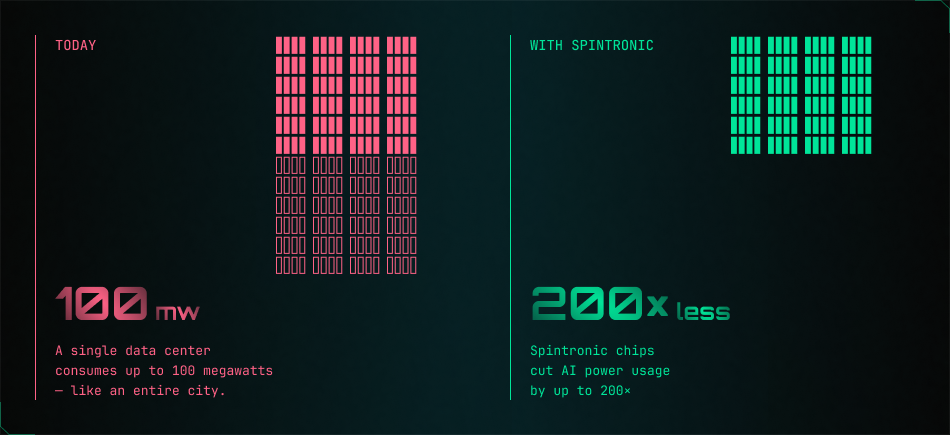 TODAY
100 mw
A single data center
consumes up to 100 megawatts
— like an entire city.
WITH SPINTRONIC
200x less
Spintronic chips
cut AI power usage
by up to 200×